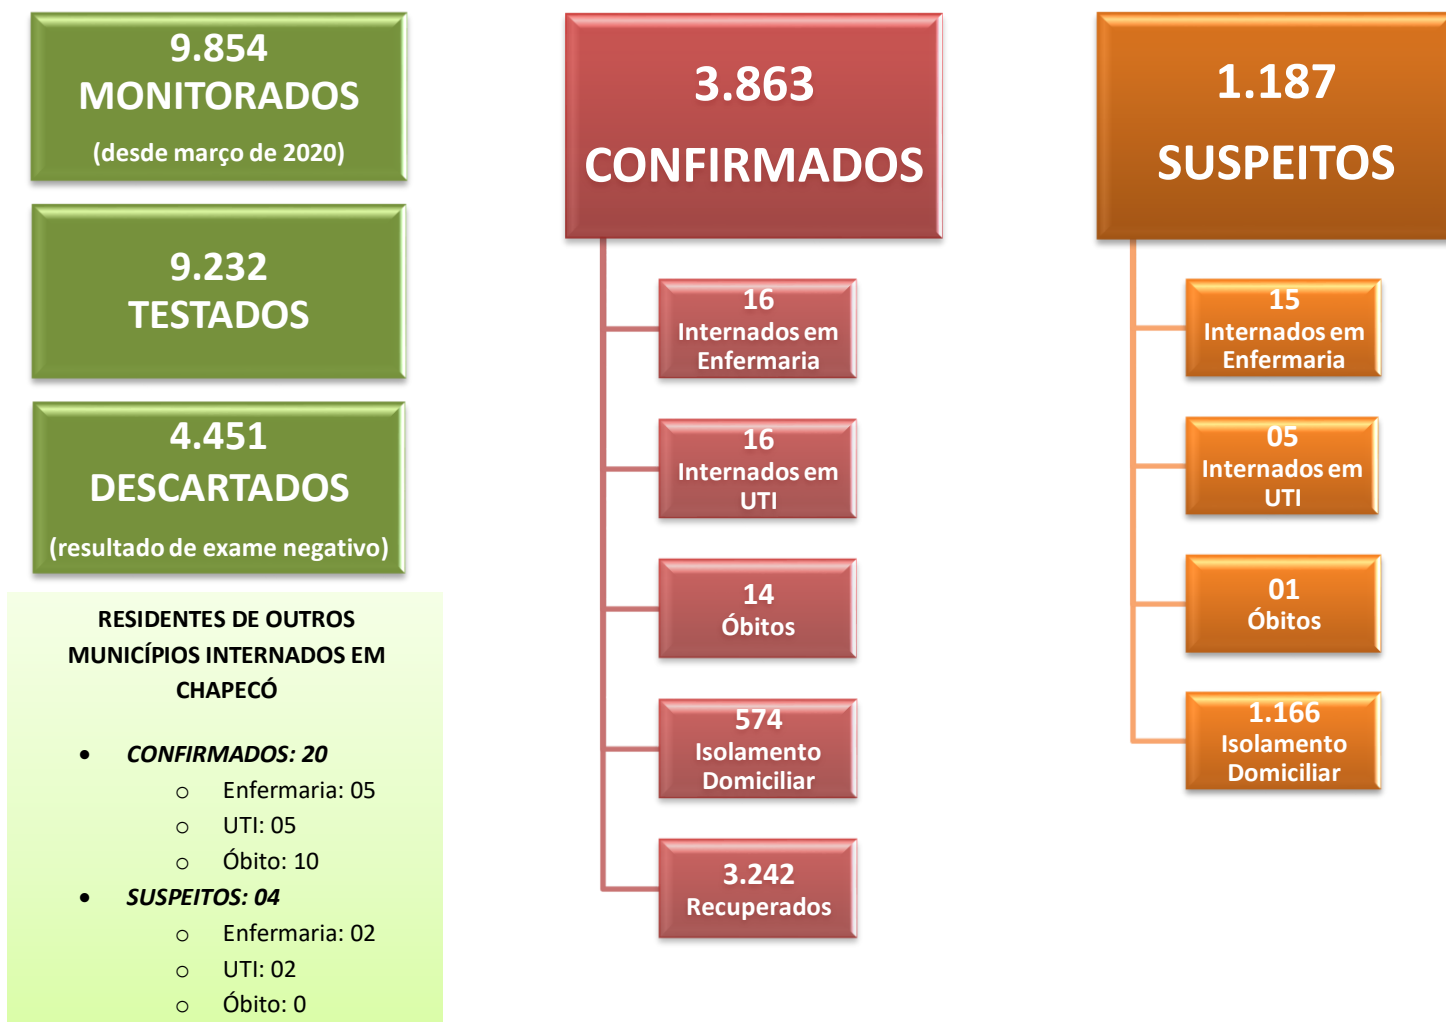 9.854
MONITORADOS
(desde março de 2020)
9.232
TESTADOS
4.451
DESCARTADOS
(resultado de exame negativo)
RESIDENTES DE OUTROS
MUNICÍPIOS INTERNADOS EM
CHAPECÓ
• CONFIRMADOS: 20
o Enfermaria: 05
o UTI: 05
o Óbito: 10
• SUSPEITOS: 04
o Enfermaria: 02
o UTI: 02
o Óbito: 0
3.863
CONFIRMADOS
16
Internados em
Enfermaria
16
Internados em
UTI
14
Óbitos
574
Isolamento
Domiciliar
3.242
Recuperados
1.187
SUSPEITOS
15
Internados em
Enfermaria
05
Internados em
UTI
01
Óbitos
1.166
Isolamento
Domiciliar